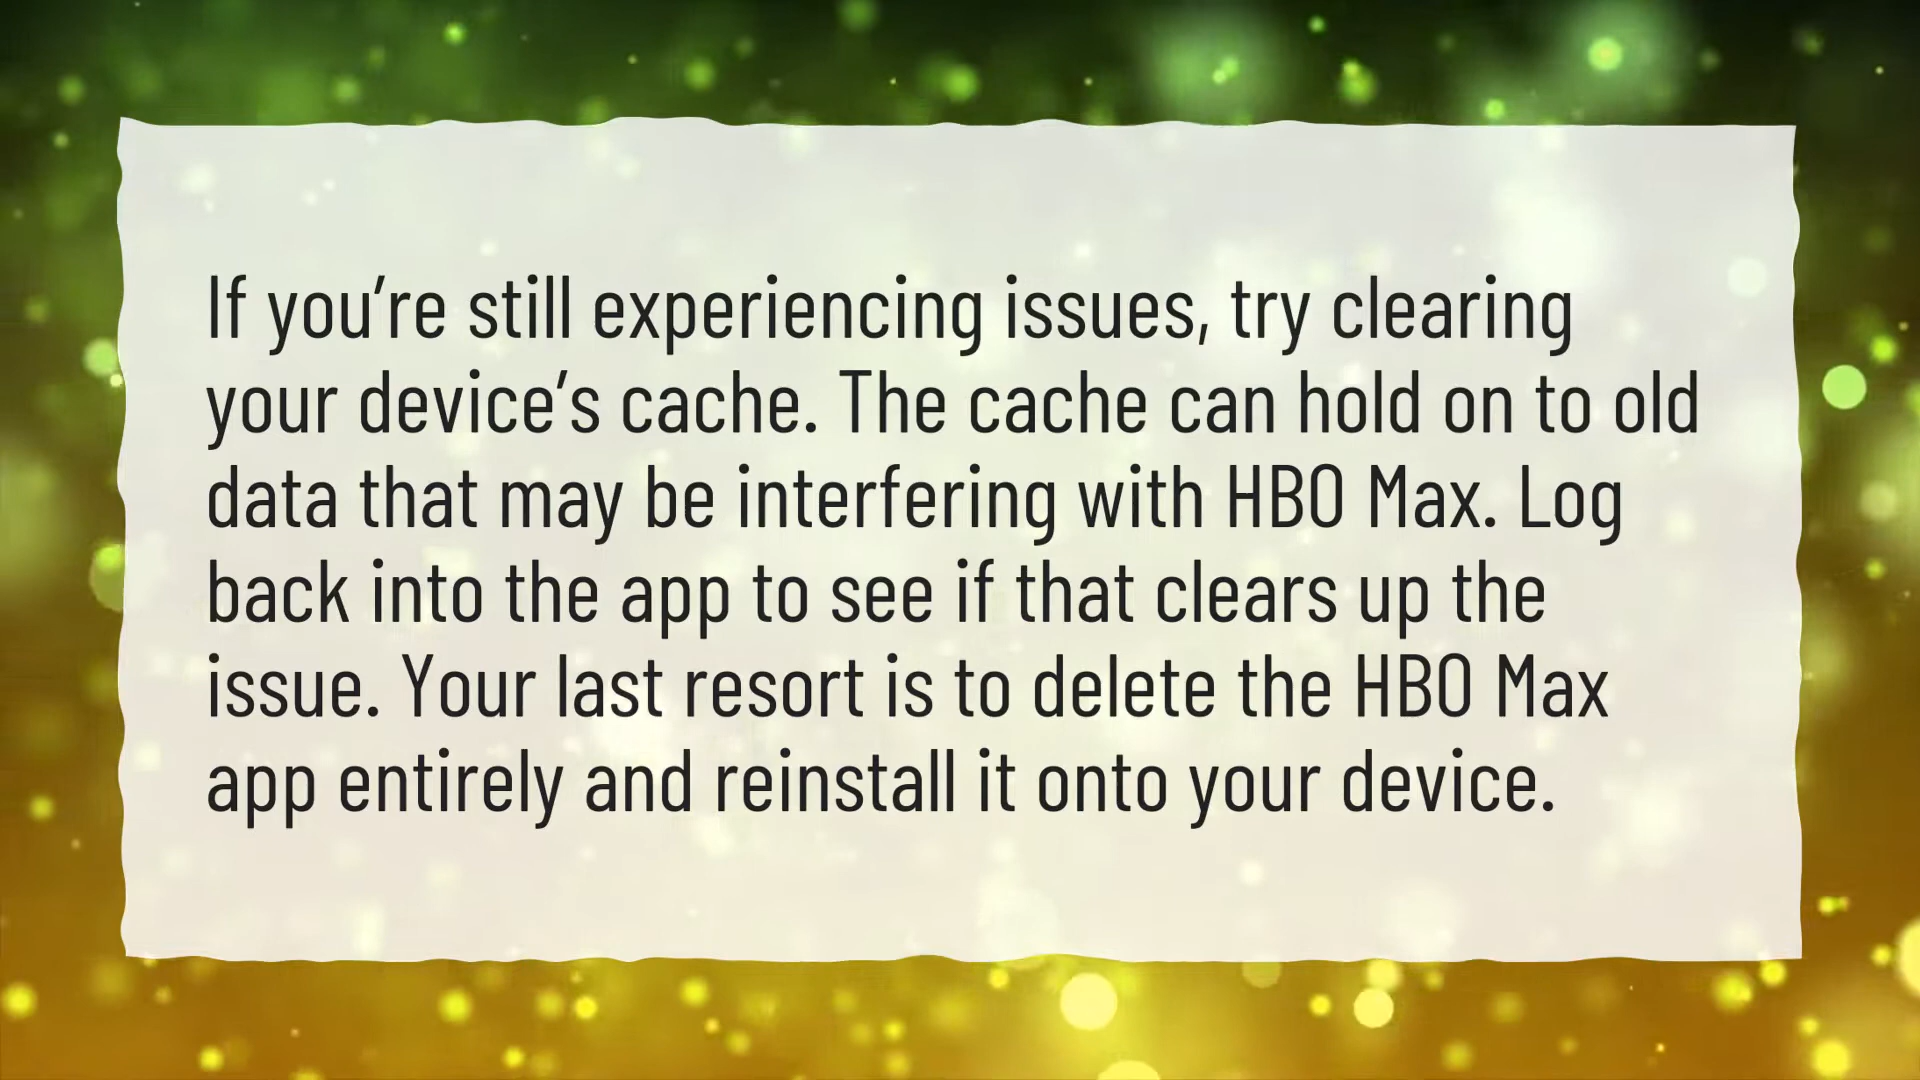 If you’re still experiencing issues, try clearing
your device’s cache. The cache can hold on to old
data that may be interfering with HBO Max. Log
back into the app to see if that clears up the
issue. Your last resort is to delete the HBO Max
app entirely and reinstall it onto your device.